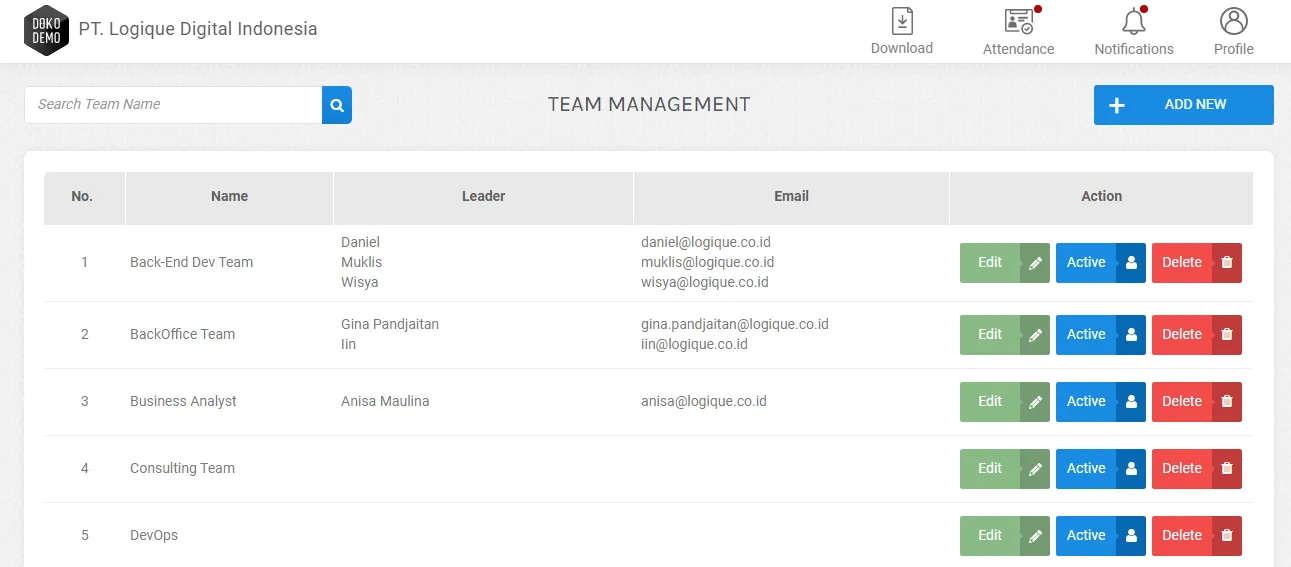 DOKO
DEMO
PT. Logique Digital Indonesia
Download
Attendance
Notifications
Profile
Search Team Name
TEAM MANAGEMENT
ADD NEW
No. Name Leader Email Action
1 Back-End Dev Team
Daniel daniel@logique.co.id
Muklis muklis@logique.co.id
Wisya wisya@logique.co.id
Edit Active Delete
2 BackOffice Team
Gina Pandjaitan gina.pandjaitan@logique.co.id
Iin iin@logique.co.id
Edit Active Delete
3 Business Analyst Anisa Maulina anisa@logique.co.id Edit Active Delete
4 Consulting Team Edit Active Delete
5 DevOps Edit Active Delete